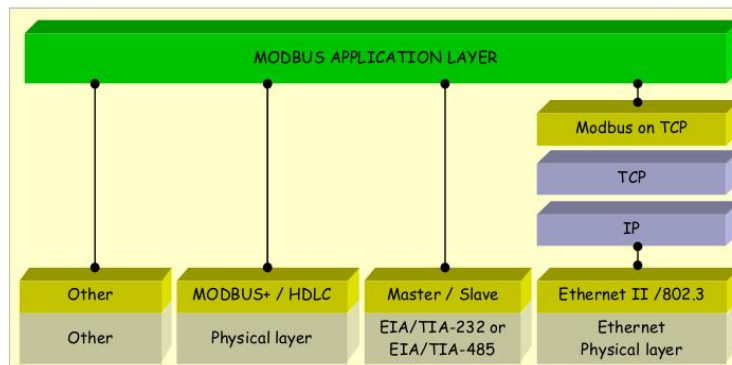 MODBUS APPLICATION LAYER
Modbus on TCP
TCP
IP
Other
MODBUS+ / HDLC
Master / Slave
Ethernet II /802.3
Other
Physical layer
EIA/TIA-232 or
EIA/TIA-485
Ethernet
Physical layer